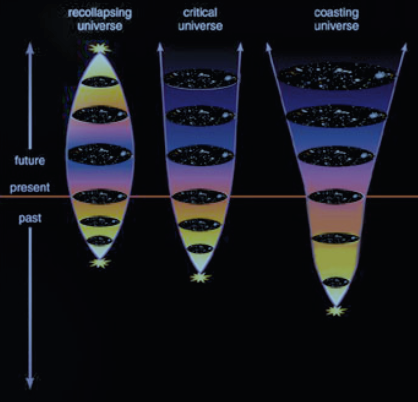 recollapsing
universe
critical
universe
coasting
universe
future
present
past